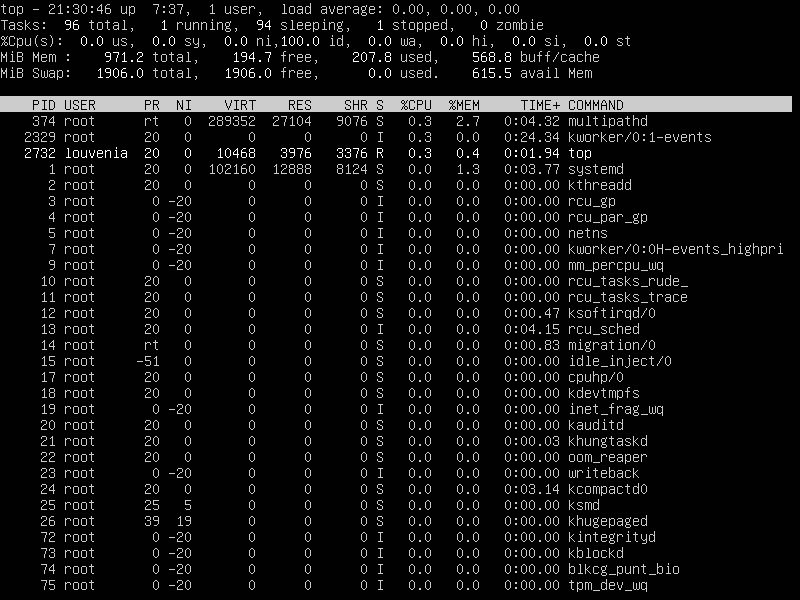 top - 21:30:46 up  7:37,  1 user,  load average: 0.00, 0.00, 0.00
Tasks:  96 total,   1 running,  94 sleeping,   1 stopped,   0 zombie
%Cpu(s):  0.0 us,  0.0 sy,  0.0 ni,100.0 id,  0.0 wa,  0.0 hi,  0.0 si,  0.0 st
MiB Mem :    971.2 total,    194.7 free,    207.8 used,    568.8 buff/cache
MiB Swap:   1906.0 total,   1906.0 free,      0.0 used.    615.5 avail Mem
PID USER      PR  NI    VIRT    RES    SHR S  %CPU  %MEM     TIME+ COMMAND
374 root      rt   0  289352  27104   9076 S   0.3   2.7   0:04.32 multipathd
2329 root      20   0       0      0      0 I   0.3   0.0   0:24.34 kworker/0:1-events
2732 louvenia  20   0   10468   3976   3376 R   0.3   0.4   0:01.94 top
1 root      20   0  102160  12888   8124 S   0.0   1.3   0:03.77 systemd
2 root      20   0       0      0      0 S   0.0   0.0   0:00.00 kthreadd
3 root       0 -20       0      0      0 I   0.0   0.0   0:00.00 rcu_gp
4 root       0 -20       0      0      0 I   0.0   0.0   0:00.00 rcu_par_gp
5 root       0 -20       0      0      0 I   0.0   0.0   0:00.00 netns
7 root       0 -20       0      0      0 I   0.0   0.0   0:00.00 kworker/0:0H-events_highpri
9 root       0 -20       0      0      0 I   0.0   0.0   0:00.00 mm_percpu_wq
10 root      20   0       0      0      0 S   0.0   0.0   0:00.00 rcu_tasks_rude_
11 root      20   0       0      0      0 S   0.0   0.0   0:00.00 rcu_tasks_trace
12 root      20   0       0      0      0 S   0.0   0.0   0:00.47 ksoftirqd/0
13 root      20   0       0      0      0 I   0.0   0.0   0:04.15 rcu_sched
14 root      rt   0       0      0      0 S   0.0   0.0   0:00.83 migration/0
15 root     -51   0       0      0      0 S   0.0   0.0   0:00.00 idle_inject/0
17 root      20   0       0      0      0 S   0.0   0.0   0:00.00 cpuhp/0
18 root      20   0       0      0      0 S   0.0   0.0   0:00.00 kdevtmpfs
19 root       0 -20       0      0      0 I   0.0   0.0   0:00.00 inet_frag_wq
20 root      20   0       0      0      0 S   0.0   0.0   0:00.00 kauditd
21 root      20   0       0      0      0 S   0.0   0.0   0:00.03 khungtaskd
22 root      20   0       0      0      0 S   0.0   0.0   0:00.00 oom_reaper
23 root       0 -20       0      0      0 I   0.0   0.0   0:00.00 writeback
24 root      20   0       0      0      0 S   0.0   0.0   0:03.14 kcompactd0
25 root      25   5       0      0      0 S   0.0   0.0   0:00.00 ksmd
26 root      39  19       0      0      0 S   0.0   0.0   0:00.00 khugepaged
72 root       0 -20       0      0      0 I   0.0   0.0   0:00.00 kintegrityd
73 root       0 -20       0      0      0 I   0.0   0.0   0:00.00 kblockd
74 root       0 -20       0      0      0 I   0.0   0.0   0:00.00 blkcg_punt_bio
75 root       0 -20       0      0      0 I   0.0   0.0   0:00.00 tpm_dev_wq